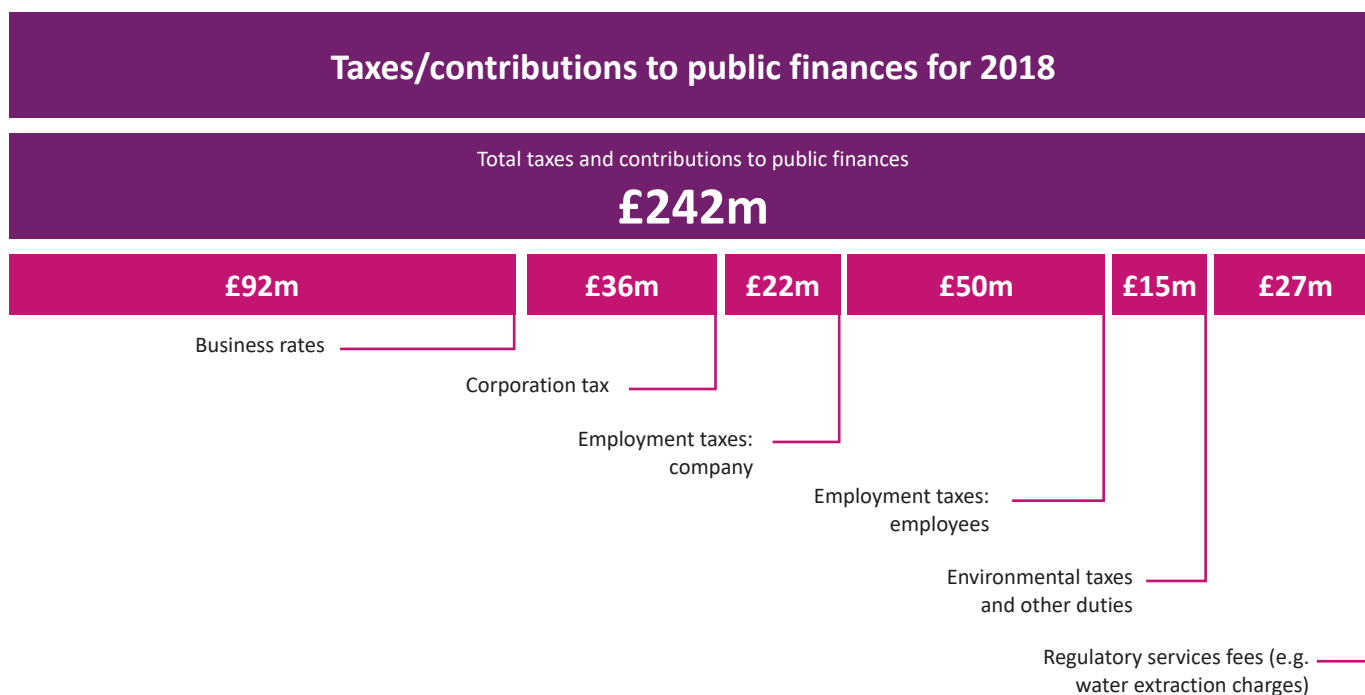 Taxes/contributions to public finances for 2018
Total taxes and contributions to public finances
£242m
£92m
£36m
£22m
£50m
£15m
£27m
Business rates
Corporation tax
Employment taxes:
company
Employment taxes:
employees
Environmental taxes
and other duties
Regulatory services fees (e.g.
water extraction charges)